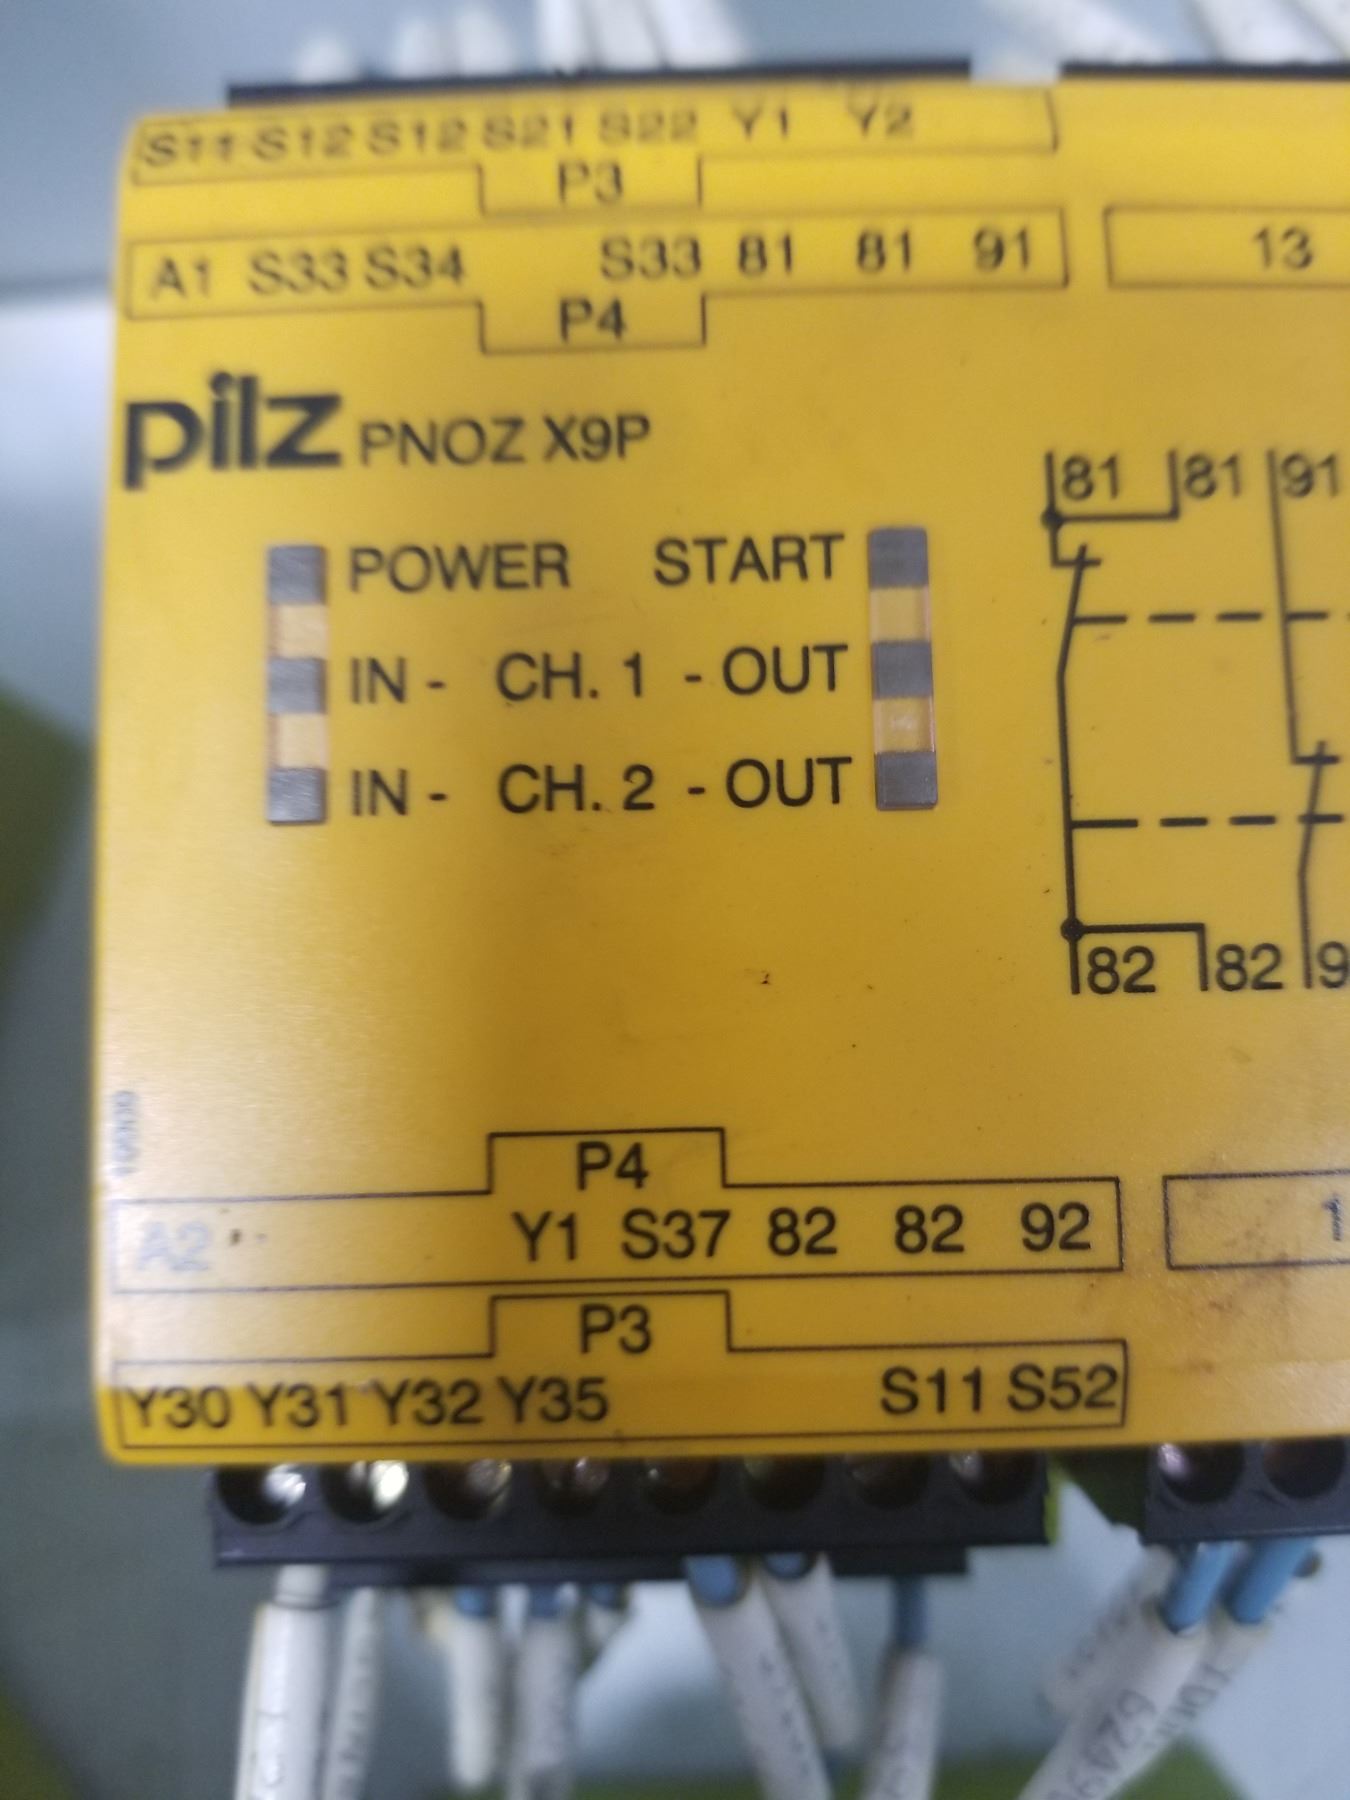 S11 S12 S12 S21 S22 Y1 Y2
P3
A1 S33 S34 S33 81 81 91 13
P4
pilz PNOZ X9P
81 81 91
POWER START
IN - CH. 1 - OUT
IN - CH. 2 - OUT
82 82 9
P4
A2 Y1 S37 82 82 92 1
P3
Y30 Y31 Y32 Y35 S11 S52